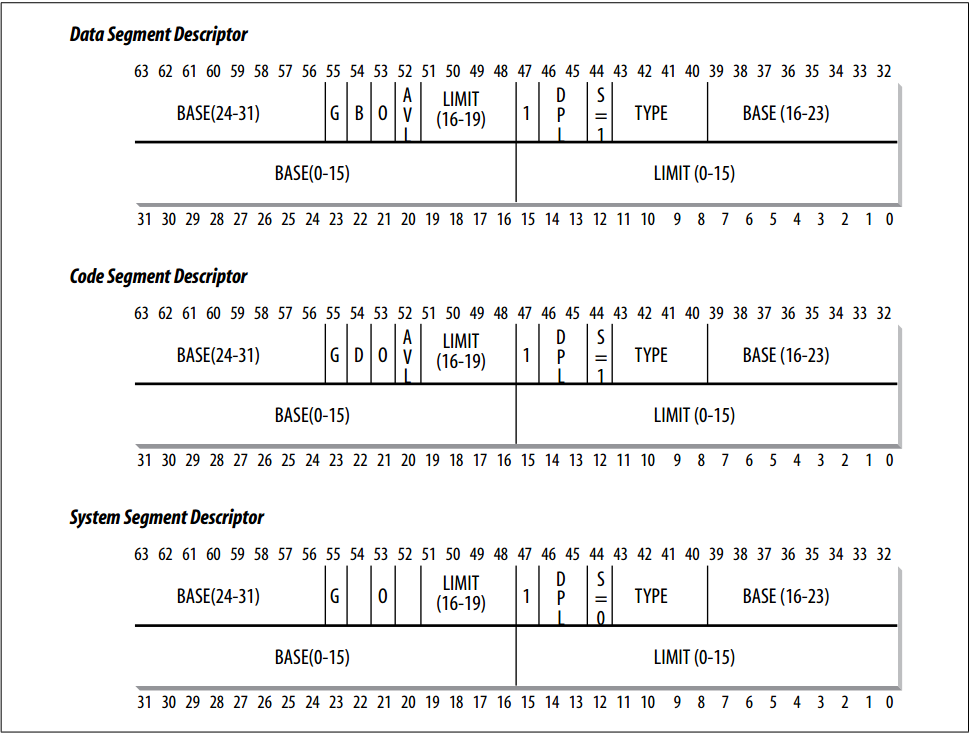 Data Segment Descriptor
63 62 61 60 59 58 57 56 55 54 53 52 51 50 49 48 47 46 45 44 43 42 41 40 39 38 37 36 35 34 33 32
BASE(24-31) G B 0 AVL LIMIT (16-19) 1 DPL S=1 TYPE BASE (16-23)
BASE(0-15) LIMIT (0-15)
31 30 29 28 27 26 25 24 23 22 21 20 19 18 17 16 15 14 13 12 11 10 9 8 7 6 5 4 3 2 1 0
Code Segment Descriptor
63 62 61 60 59 58 57 56 55 54 53 52 51 50 49 48 47 46 45 44 43 42 41 40 39 38 37 36 35 34 33 32
BASE(24-31) G D 0 AVL LIMIT (16-19) 1 DPL S=1 TYPE BASE (16-23)
BASE(0-15) LIMIT (0-15)
31 30 29 28 27 26 25 24 23 22 21 20 19 18 17 16 15 14 13 12 11 10 9 8 7 6 5 4 3 2 1 0
System Segment Descriptor
63 62 61 60 59 58 57 56 55 54 53 52 51 50 49 48 47 46 45 44 43 42 41 40 39 38 37 36 35 34 33 32
BASE(24-31) G 0 LIMIT (16-19) 1 DPL S=0 TYPE BASE (16-23)
BASE(0-15) LIMIT (0-15)
31 30 29 28 27 26 25 24 23 22 21 20 19 18 17 16 15 14 13 12 11 10 9 8 7 6 5 4 3 2 1 0